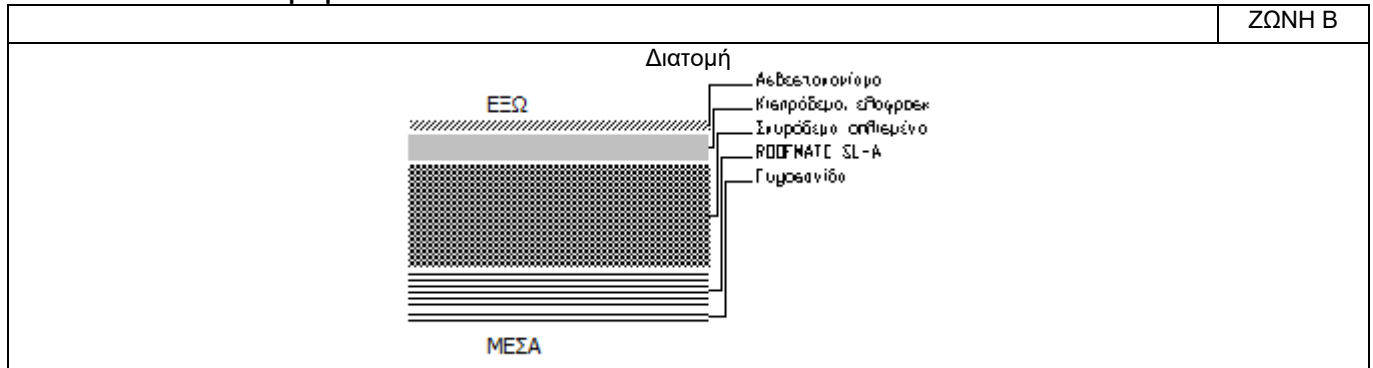 ΖΩΝΗ Β
Διατομή
ΕΞΩ
Ασβεστοκονίαμα
Κισηρόδεμα,
Σκυρόδεμα οπλισμένο
ROOFMATE SL-A
Γυψοσανίδα
ΜΕΣΑ